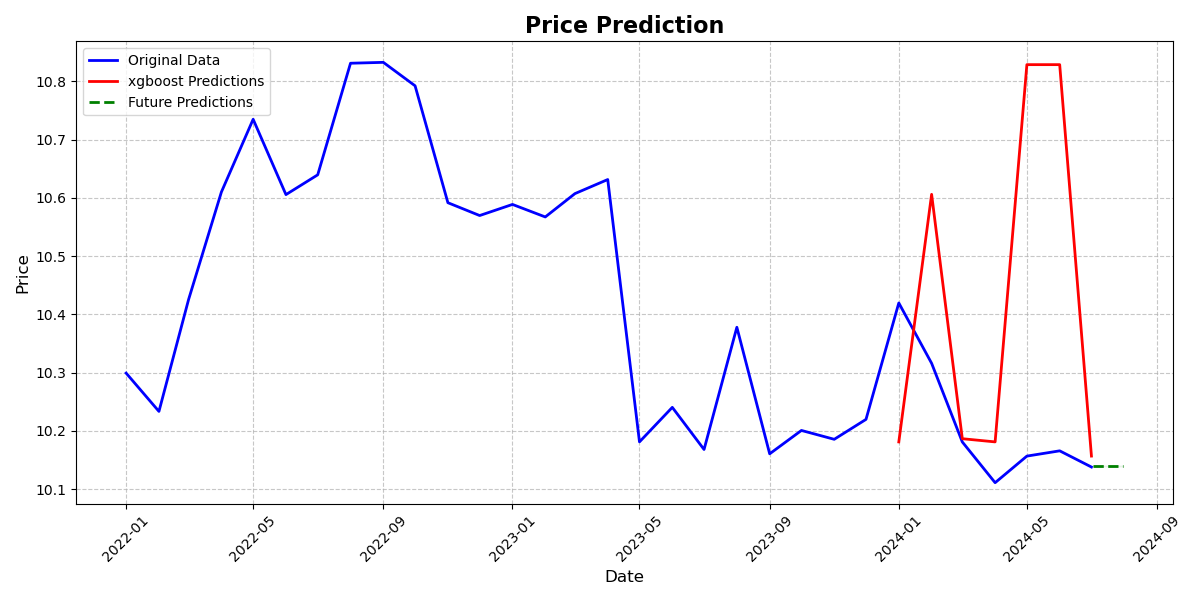 Price Prediction
Original Data
xgboost Predictions
Future Predictions
Price
10.8
10.7
10.6
10.5
10.4
10.3
10.2
10.1
2022-01
2022-05
2022-09
2023-01
2023-05
2023-09
2024-01
2024-05
2024-09
Date